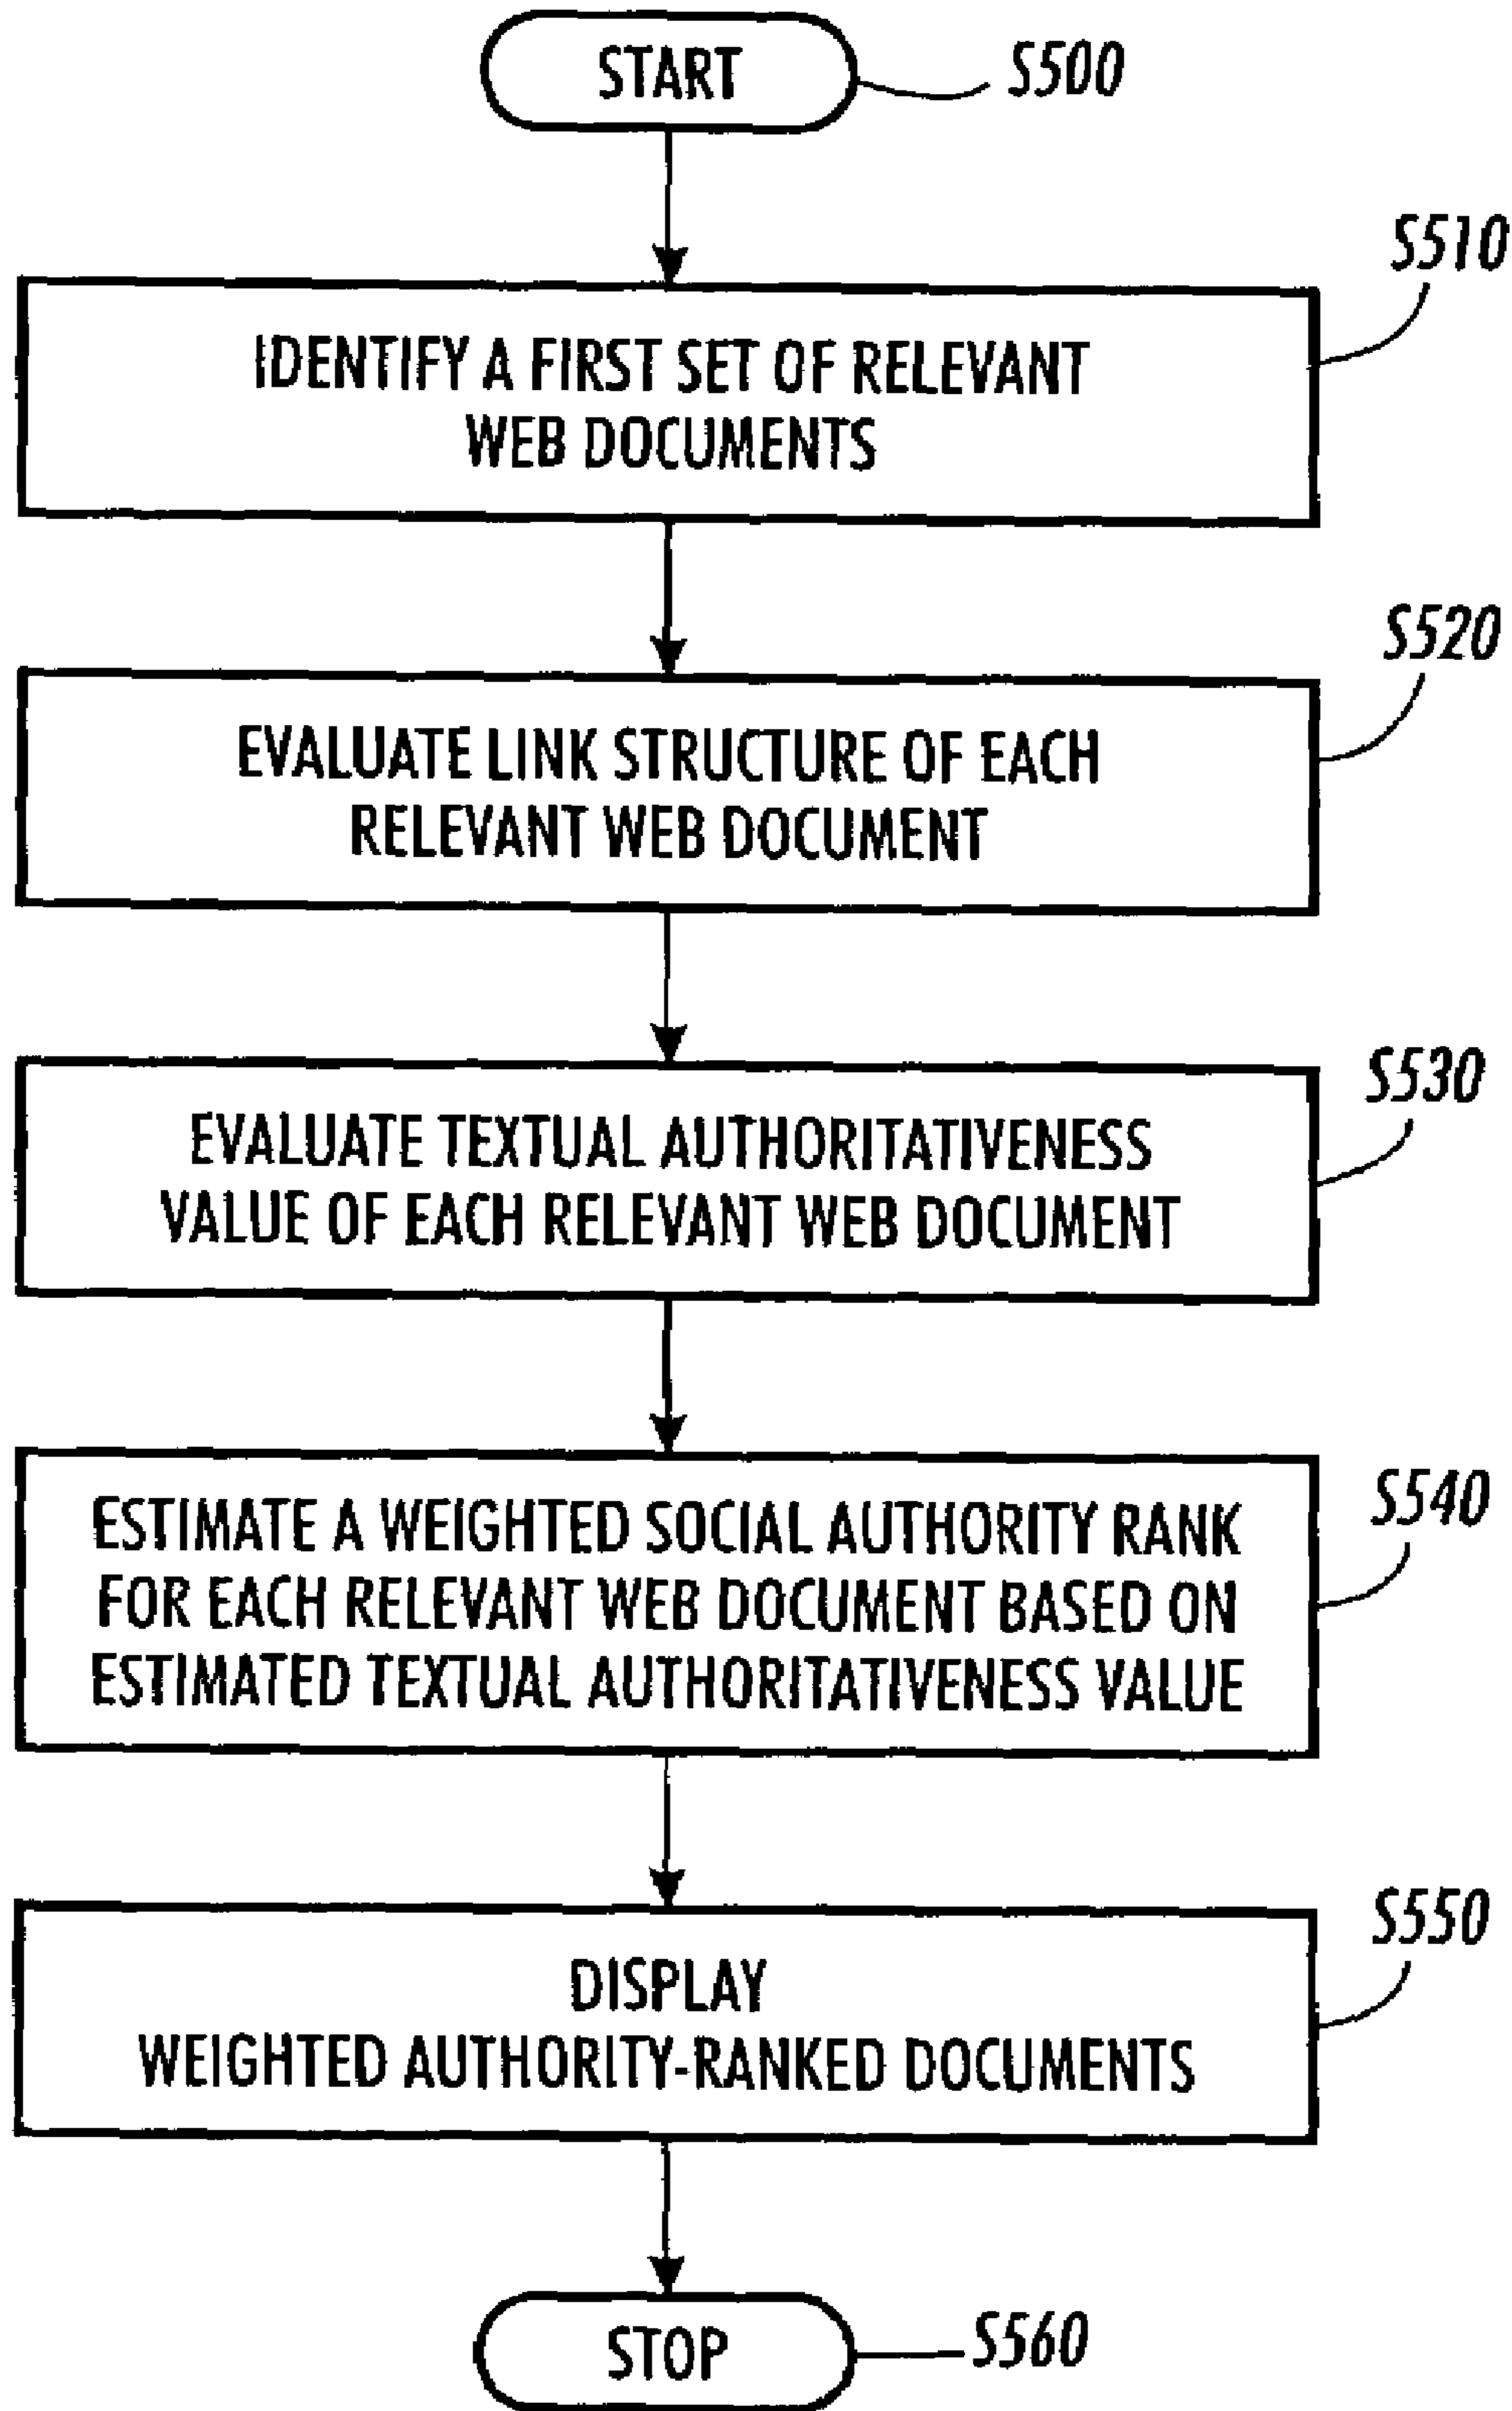 START
S500
S510
IDENTIFY A FIRST SET OF RELEVANT
WEB DOCUMENTS
S520
EVALUATE LINK STRUCTURE OF EACH
RELEVANT WEB DOCUMENT
S530
EVALUATE TEXTUAL AUTHORITATIVENESS
VALUE OF EACH RELEVANT WEB DOCUMENT
S540
ESTIMATE A WEIGHTED SOCIAL AUTHORITY RANK
FOR EACH RELEVANT WEB DOCUMENT BASED ON
ESTIMATED TEXTUAL AUTHORITATIVENESS VALUE
S550
DISPLAY
WEIGHTED AUTHORITY-RANKED DOCUMENTS
STOP
S560